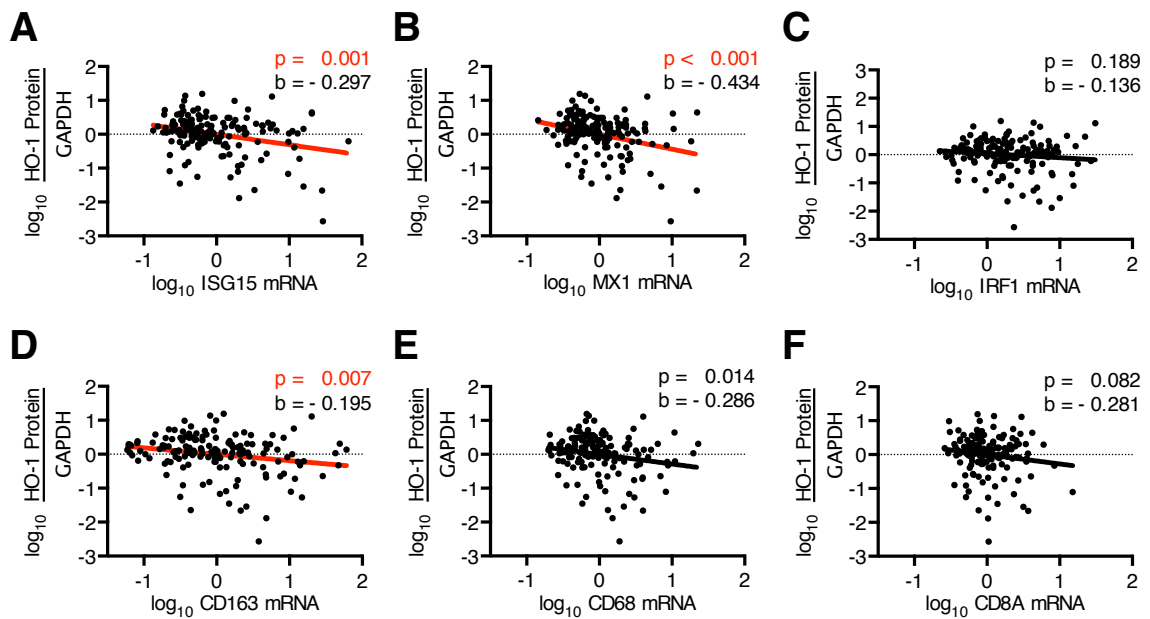 A
p = 0.001
b = - 0.297
log10 HO-1 Protein
GAPDH
2
1
0
-1
-2
-3
-1 0 1 2
log10 ISG15 mRNA
B
p < 0.001
b = - 0.434
log10 HO-1 Protein
GAPDH
2
1
0
-1
-2
-3
-1 0 1 2
log10 MX1 mRNA
C
p = 0.189
b = - 0.136
log10 HO-1 Protein
GAPDH
3
2
1
0
-1
-2
-3
-1 0 1 2
log10 IRF1 mRNA
D
p = 0.007
b = - 0.195
log10 HO-1 Protein
GAPDH
2
1
0
-1
-2
-3
-1 0 1 2
log10 CD163 mRNA
E
p = 0.014
b = - 0.286
log10 HO-1 Protein
GAPDH
2
1
0
-1
-2
-3
-1 0 1 2
log10 CD68 mRNA
F
p = 0.082
b = - 0.281
log10 HO-1 Protein
GAPDH
2
1
0
-1
-2
-3
-1 0 1 2
log10 CD8A mRNA